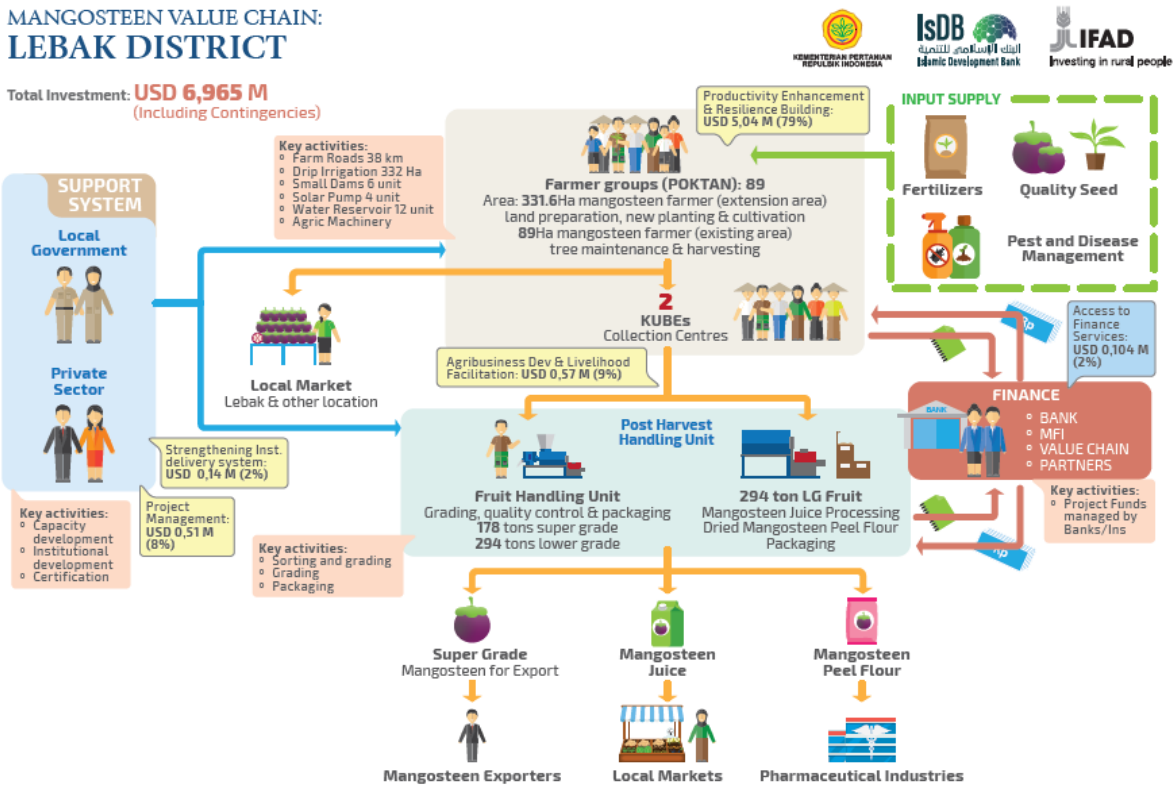 MANGOSTEEN VALUE CHAIN:
LEBAK DISTRICT
Total Investment: USD 6,965 M
(Including Contingencies)
KEMENTERIAN PERTANIAN
REPULSIK INDONESIA
IsDB
البنك الإسلامي للتنمية
Islamic Development Bank
IFAD
Investing in rural people
SUPPORT
SYSTEM
Local
Government
Private
Sector
Strengthening Inst.
delivery system:
USD 0,14 M (2%)
Project
Management:
USD 0,51 M
(8%)
Key activities:
Capacity
development
Institutional
development
Certification
Key activities:
Farm Roads 38 km
Drip Irrigation 332 Ha
Small Dams 6 unit
Solar Pump 4 unit
Water Reservoir 12 unit
Agric Machinery
Productivity Enhancement
& Resilience Building:
USD 5,04 M (79%)
Farmer groups (POKTAN): 89
Area: 331.6Ha mangosteen farmer (extension area)
land preparation, new planting & cultivation
89Ha mangosteen farmer (existing area)
tree maintenance & harvesting
2
KUBEs
Collection Centres
INPUT SUPPLY
Fertilizers
Quality Seed
Pest and Disease
Management
Local Market
Lebak & other location
Agribusiness Dev & Livelihood
Facilitation: USD 0,57 M (9%)
Rp
Access to
Finance
Services:
USD 0,104 M
(2%)
FINANCE
BANK
BANK
MFI
VALUE CHAIN
PARTNERS
Key activities:
Project Funds
managed by
Banks/Ins
Rp
Post Harvest
Handling Unit
Fruit Handling Unit
Grading, quality control & packaging
178 tons super grade
294 tons lower grade
294 ton LG Fruit
Mangosteen Juice Processing
Dried Mangosteen Peel Flour
Packaging
Key activities:
Sorting and grading
Grading
Packaging
Super Grade
Mangosteen for Export
Mangosteen
Juice
Mangosteen
Peel Flour
Mangosteen Exporters
Local Markets
Pharmaceutical Industries